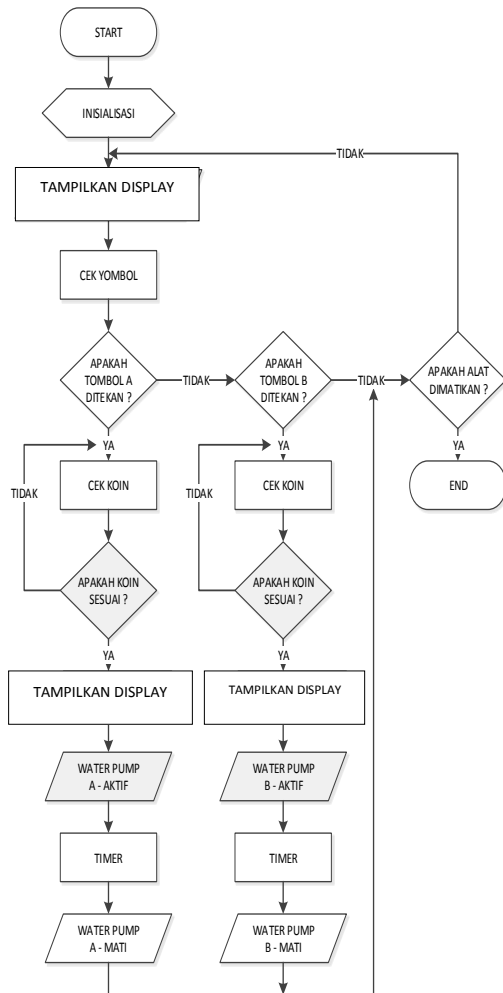 START
INISIALISASI
TIDAK
TAMPILKAN DISPLAY
CEK YOMBOL
APAKAH
TOMBOL A
DITEKAN ?
TIDAK
APAKAH
TOMBOL B
DITEKAN ?
TIDAK
APAKAH ALAT
DIMATIKAN ?
YA
YA
YA
CEK KOIN
TIDAK
CEK KOIN
TIDAK
END
APAKAH KOIN
SESUAI ?
APAKAH KOIN
SESUAI ?
YA
YA
TAMPILKAN DISPLAY
TAMPILKAN DISPLAY
WATER PUMP
A - AKTIF
WATER PUMP
B - AKTIF
TIMER
TIMER
WATER PUMP
A - MATI
WATER PUMP
B - MATI